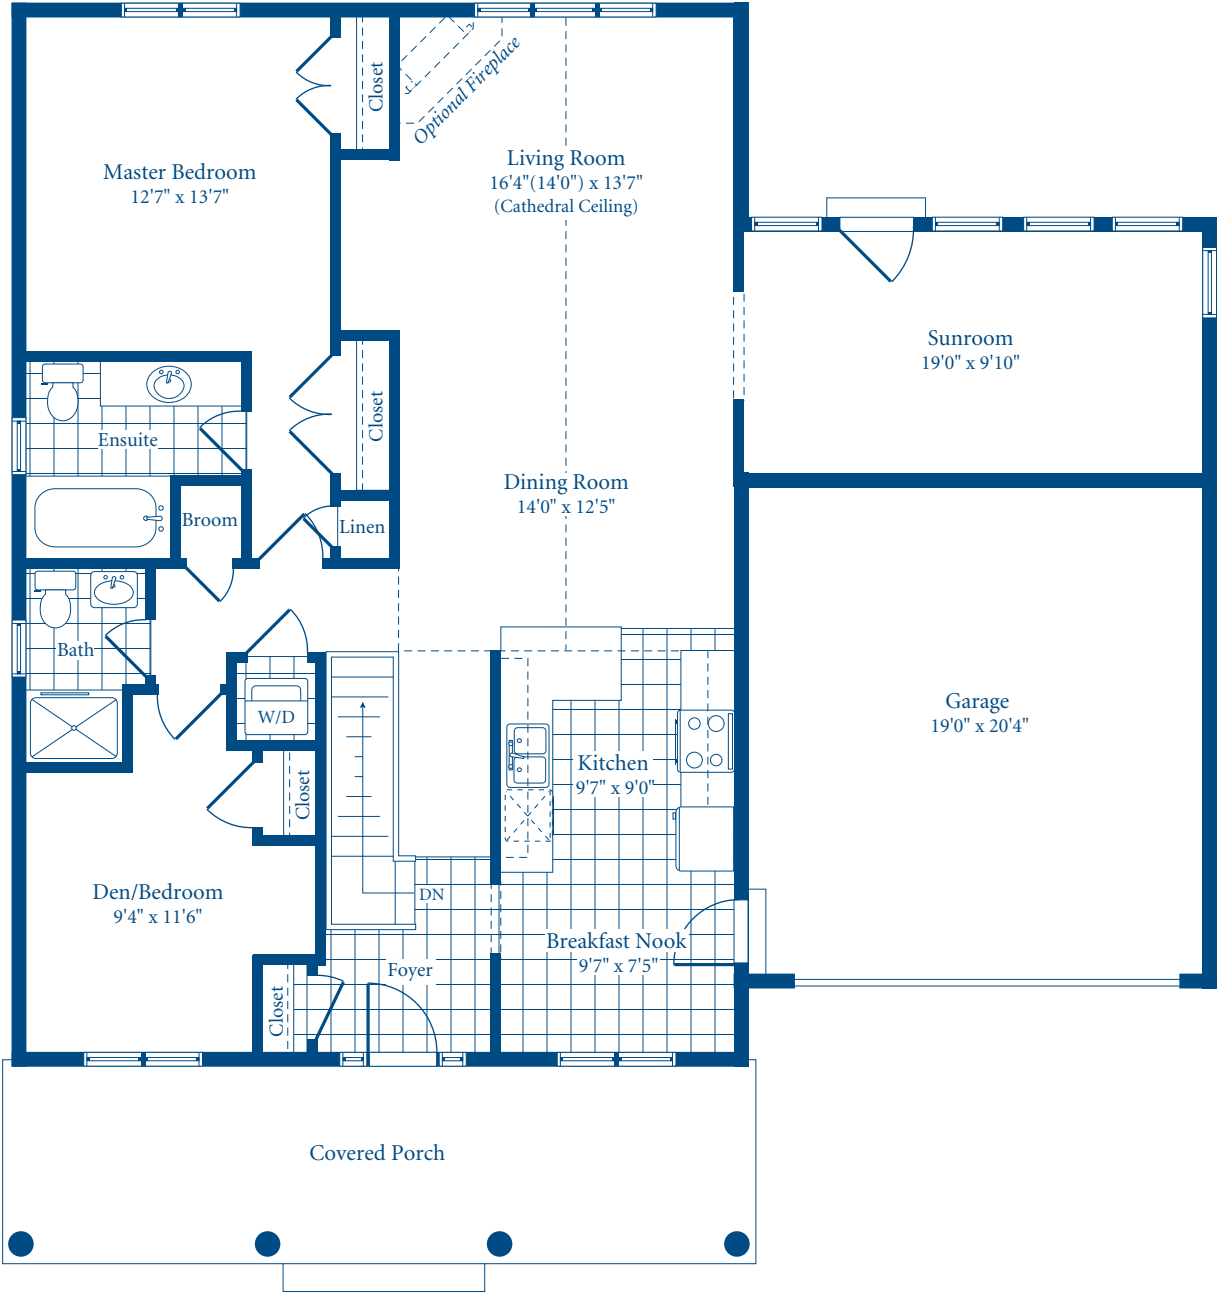 Closet
Optional Fireplace
Master Bedroom
12'7" x 13'7"
Living Room
16'4"(14'0") x 13'7"
(Cathedral Ceiling)
Sunroom
19'0" x 9'10"
Closet
Ensuite
Dining Room
14'0" x 12'5"
Broom
Linen
Bath
W/D
Garage
19'0" x 20'4"
Kitchen
9'7" x 9'0"
Closet
Den/Bedroom
9'4" x 11'6"
DN
Breakfast Nook
9'7" x 7'5"
Foyer
Closet
Covered Porch